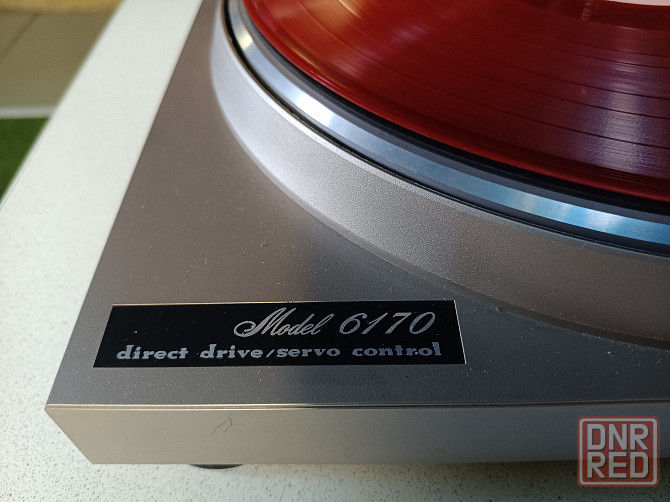 Model 6170
direct drive/servo control
DNR
RED